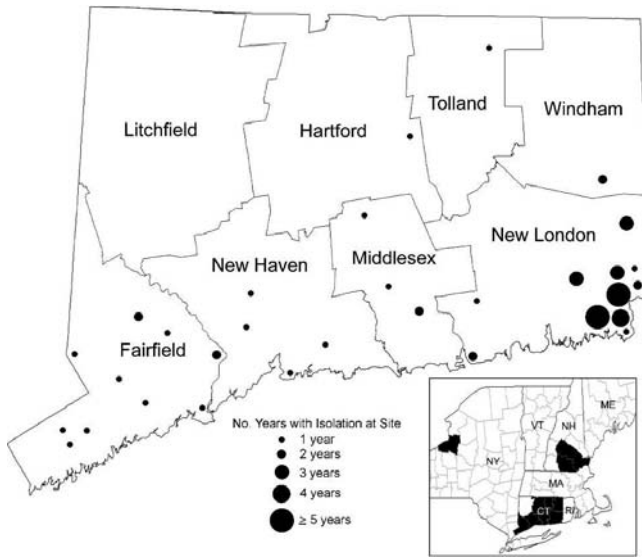 Tolland
Windham
Litchfield
Hartford
New London
Middlesex
New Haven
Fairfield
No. Years with Isolation at Site
1 year
2 years
3 years
4 years
≥ 5 years
ME
VT
NH
NY
MA
CT
RI